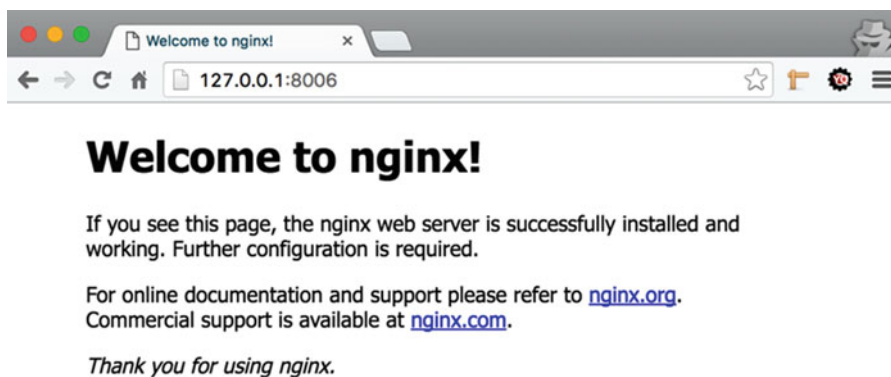 Welcome to nginx!
127.0.0.1:8006
Welcome to nginx!
If you see this page, the nginx web server is successfully installed and
working. Further configuration is required.
For online documentation and support please refer to nginx.org.
Commercial support is available at nginx.com.
Thank you for using nginx.